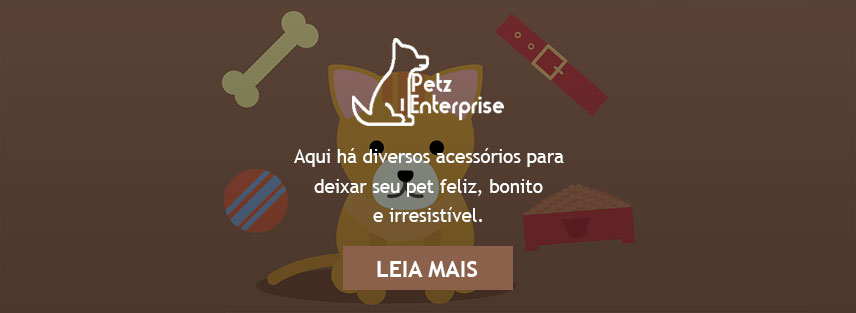 Petz
Enterprise
Aqui há diversos acessórios para
deixar seu pet feliz, bonito
e irresistível.
LEIA MAIS